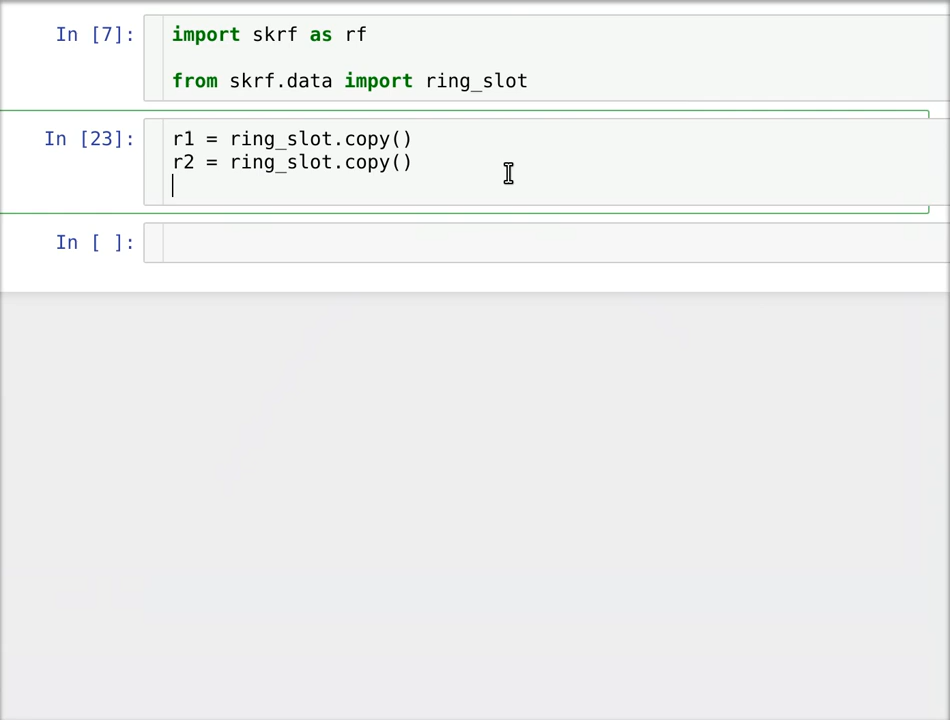 In [7]:
import skrf as rf
from skrf.data import ring_slot
In [23]:
r1 = ring_slot.copy()
r2 = ring_slot.copy()
In [ ]: